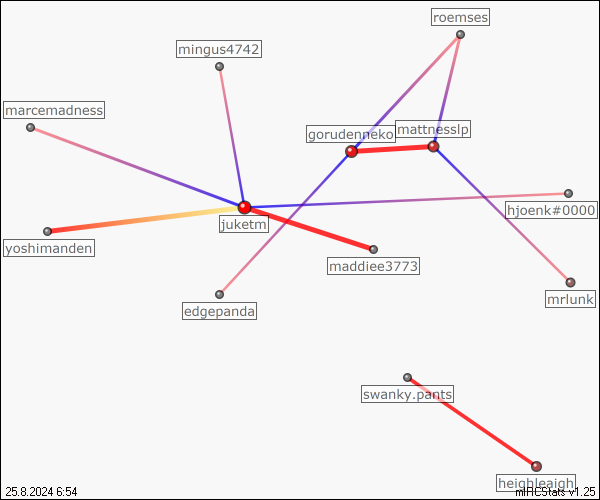 roemses
mingus4742
marcemadness
gorudenneko
mattnesslp
hjoenk#0000
juketm
yoshimanden
maddiee3773
mrlunk
edgepanda
swanky.pants
heighleaigh
25.8.2024 6:54
mIRCStats v1.25